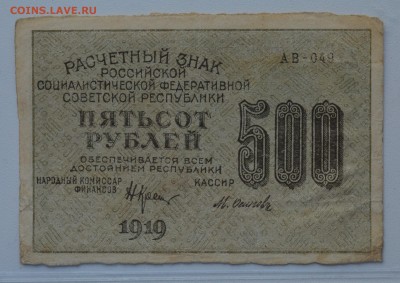 COINS.LAVE.RU
РАСЧЕТНЫЙ ЗНАК
АВ-049
РОССИЙСКОЙ
СОЦИАЛИСТИЧЕСКОЙ ФЕДЕРАТИВНОЙ
СОВЕТСКОЙ РЕСПУБЛИКИ
ПЯТЬСОТ
РУБЛЕЙ
500
ОБЕСПЕЧИВАЕТСЯ ВСЕМ
ДОСТОЯНИЕМ РЕСПУБЛИКИ
НАРОДНЫЙ КОМИССАР
ФИНАНСОВ
КАССИР
1919